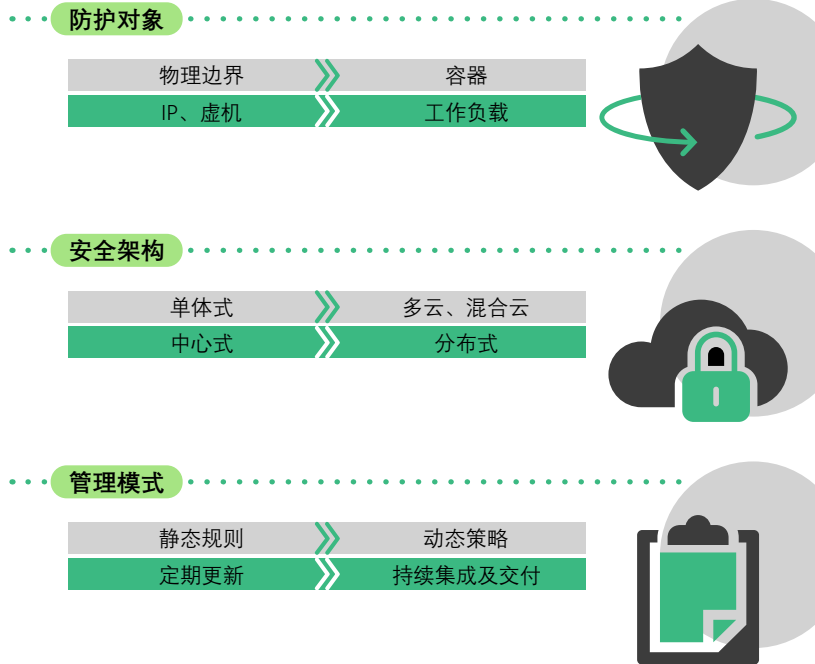 防护对象
物理边界 容器
IP、虚机 工作负载
安全架构
单体式 多云、混合云
中心式 分布式
管理模式
静态规则 动态策略
定期更新 持续集成及交付